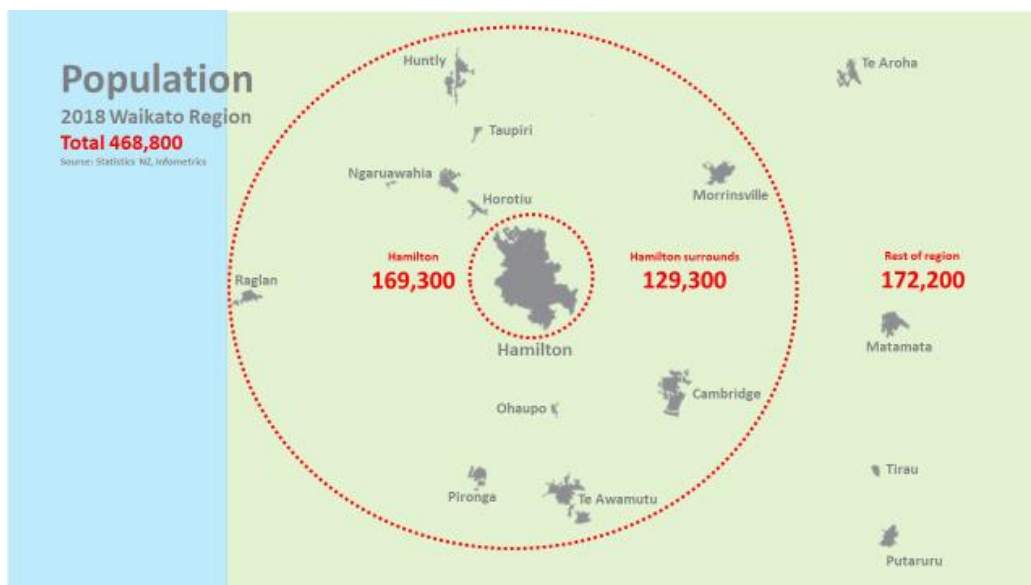 Population
2018 Waikato Region
Total 468,800
Source: Statistics NZ, Infometrics
Huntly
Te Aroha
Taupiri
Ngaruawahia
Morrinsville
Horotiu
Hamilton
169,300
Hamilton surrounds
129,300
Rest of region
172,200
Raglan
Hamilton
Matamata
Cambridge
Ohaupo
Tirau
Pironga
Te Awamutu
Putaruru